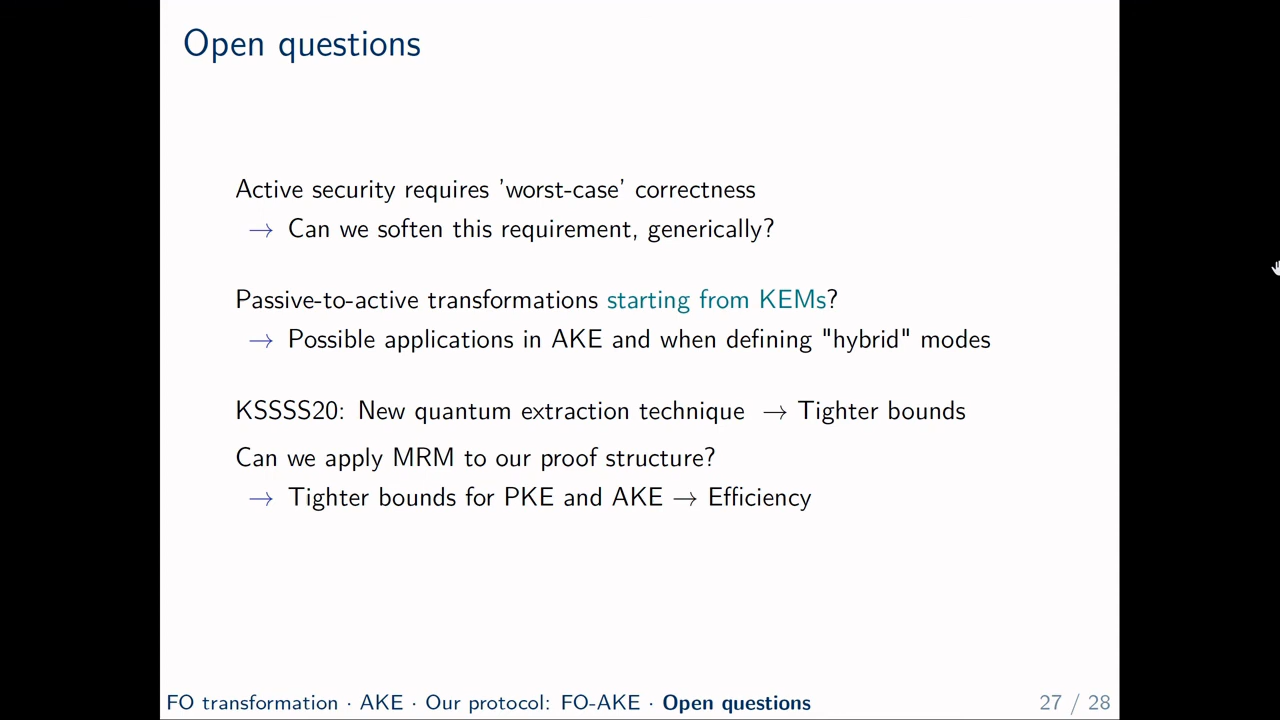 Open questions
Active security requires 'worst-case' correctness
→ Can we soften this requirement, generically?
Passive-to-active transformations starting from KEMs?
→ Possible applications in AKE and when defining "hybrid" modes
KSSSS20: New quantum extraction technique → Tighter bounds
Can we apply MRM to our proof structure?
→ Tighter bounds for PKE and AKE → Efficiency
FO transformation · AKE · Our protocol: FO-AKE · Open questions 27 / 28